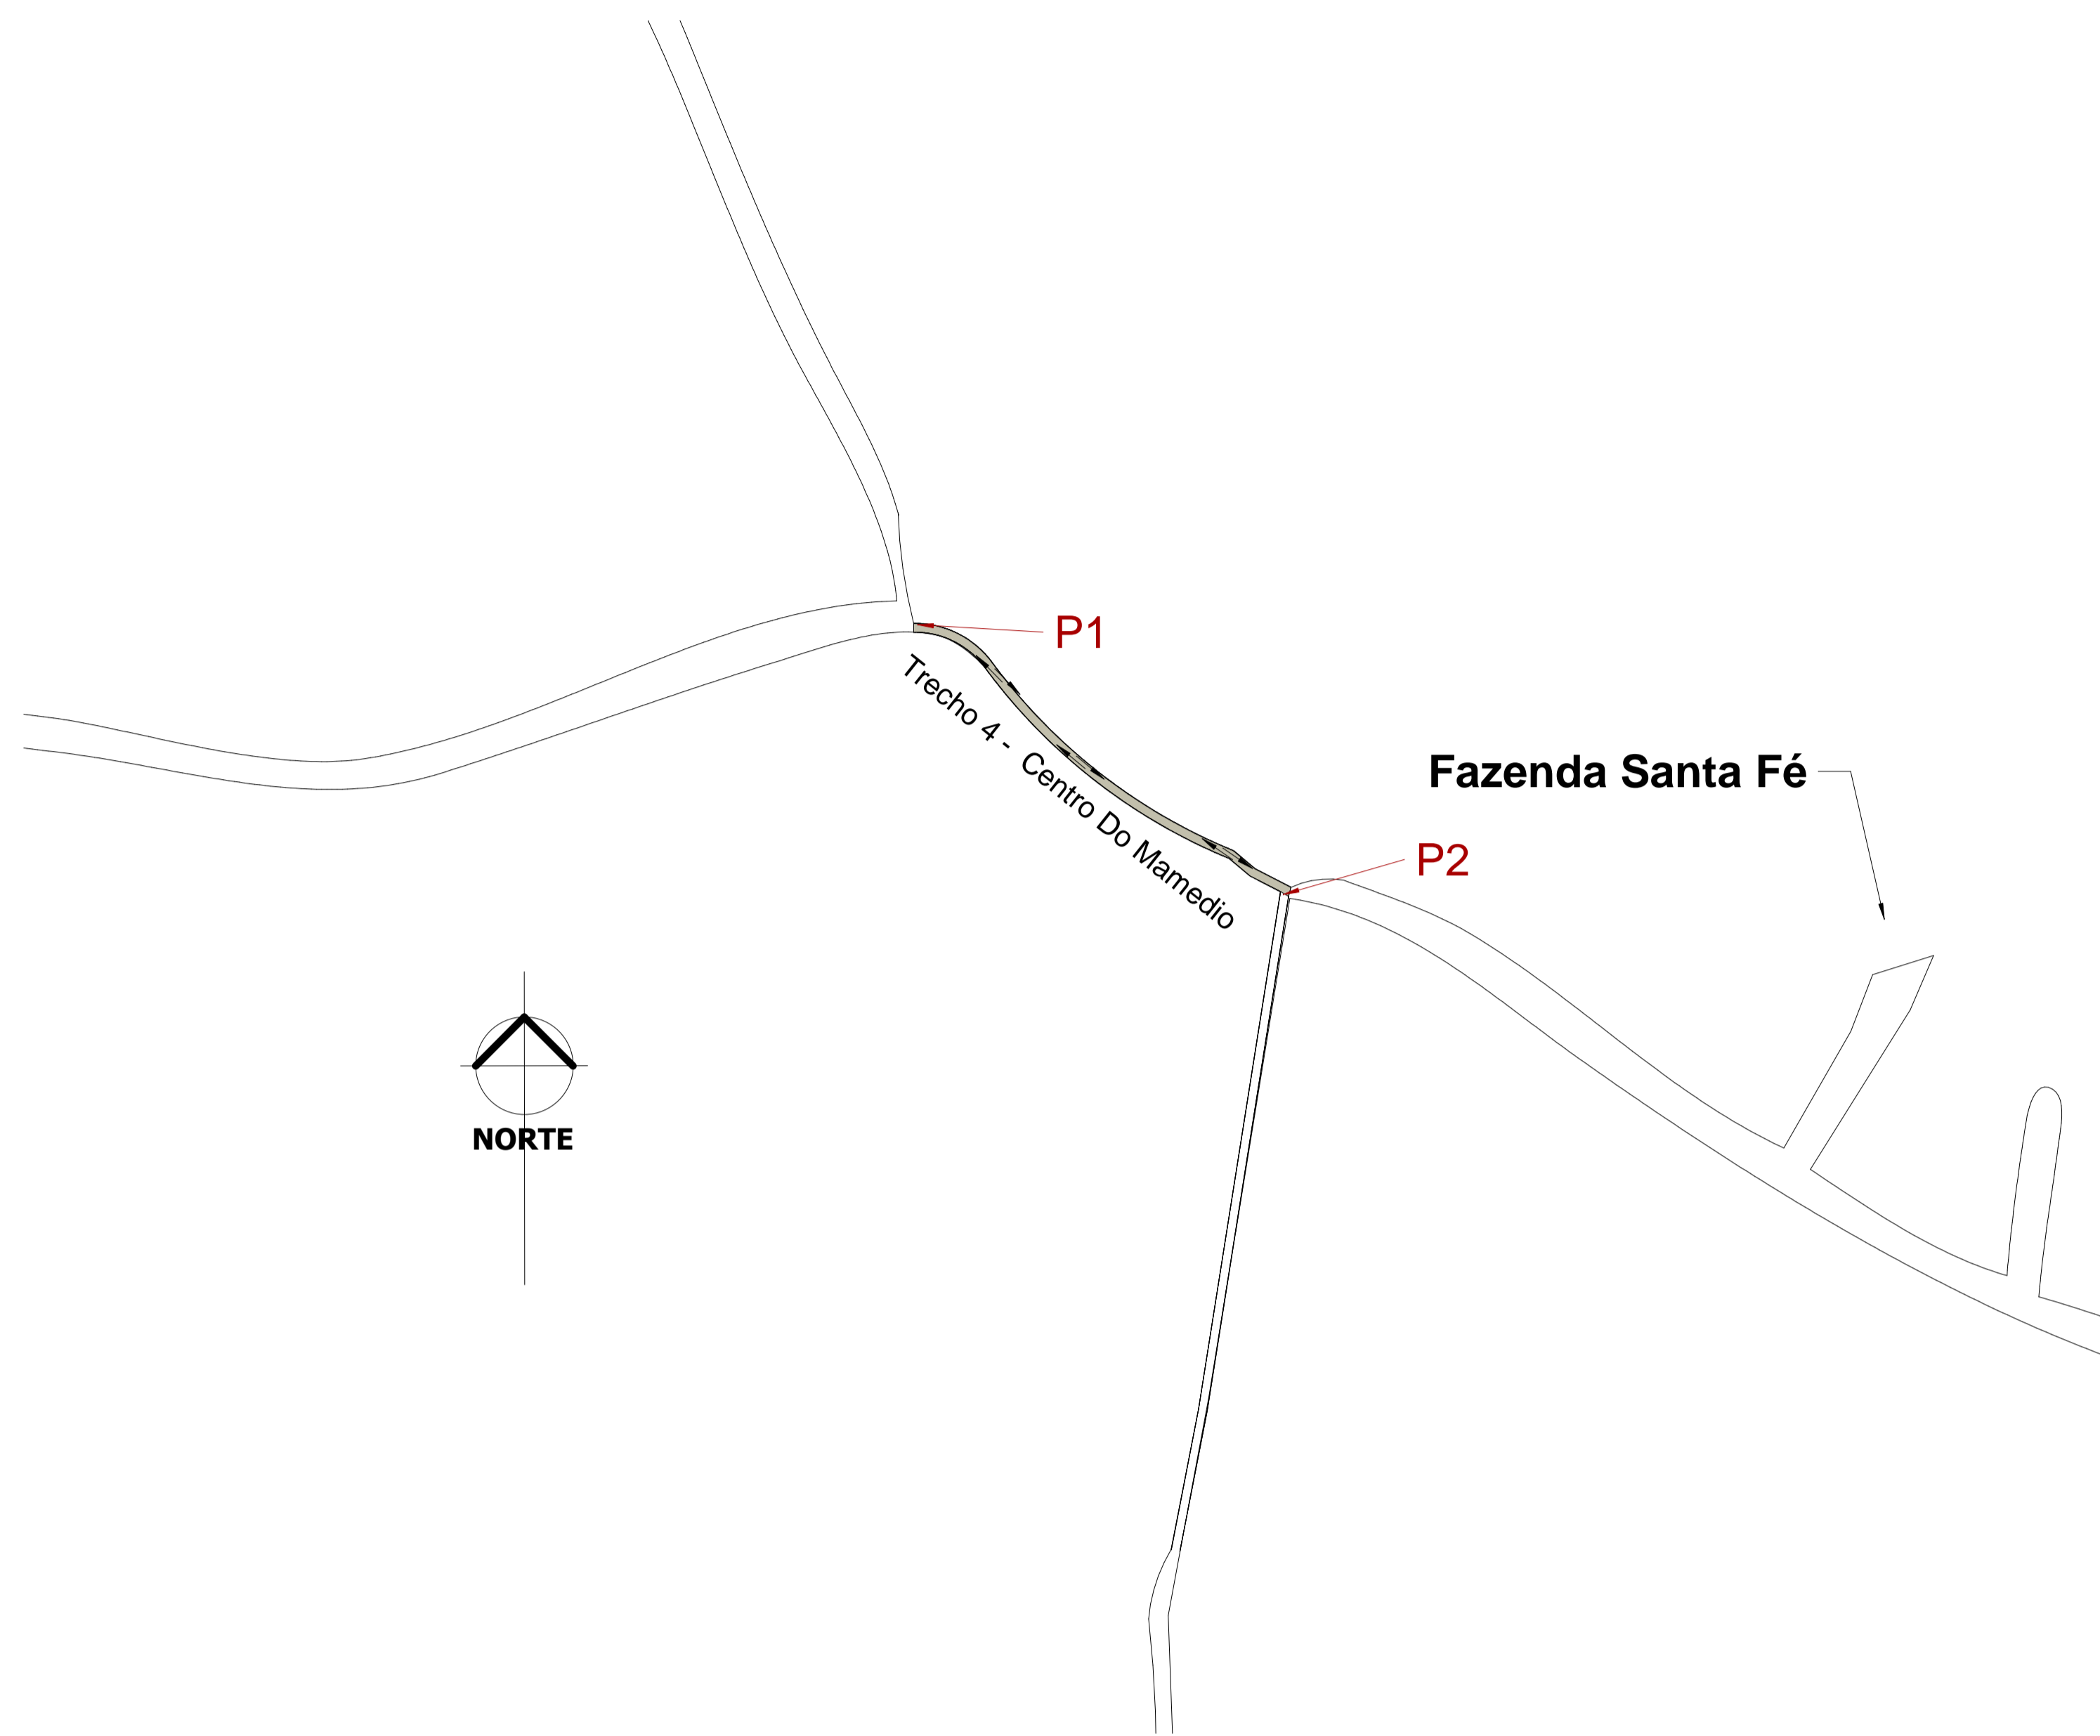 P1
Trecho 4 - Centro Do Mamedio
Fazenda Santa Fé
P2
NORTE